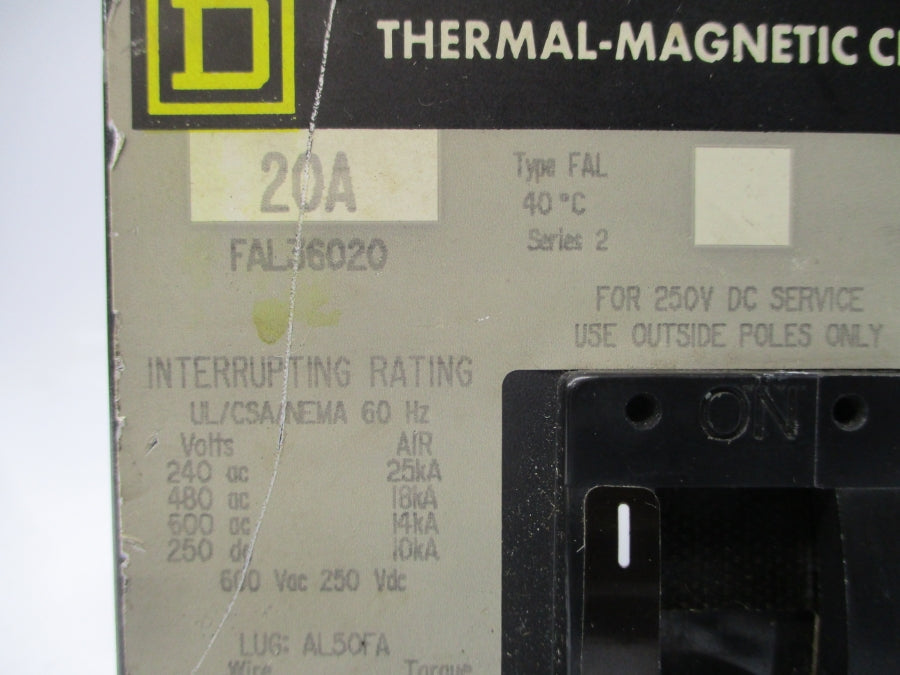 D
THERMAL-MAGNETIC
20A
FAL36020
Type FAL
40°C
Series 2
FOR 250V DC SERVICE
USE OUTSIDE POLES ONLY
INTERRUPTING RATING
UL/CSA/NEMA 60 Hz
Volts AIR
240 ac 25kA
480 ac 18kA
600 ac 14kA
250 dc 10kA
600 Vac 250 Vdc
LUG: AL50FA
Wire Torque
ON
I